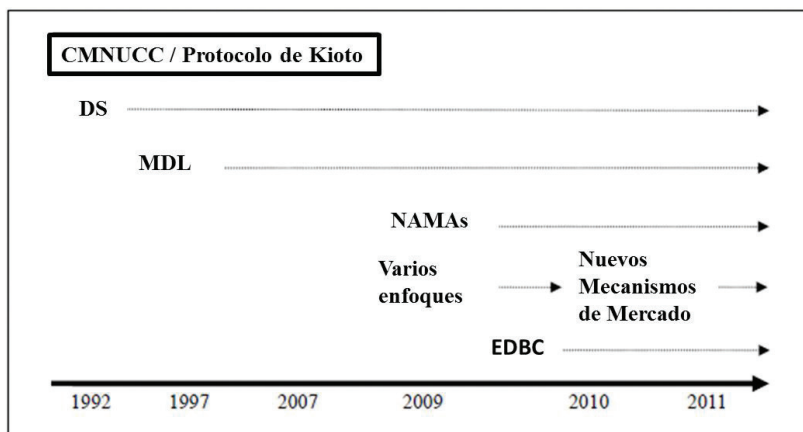 CMNUCC / Protocolo de Kioto
DS
MDL
NAMAs
Varios
enfoques
Nuevos
Mecanismos
de Mercado
EDBC
1992 1997 2007 2009 2010 2011